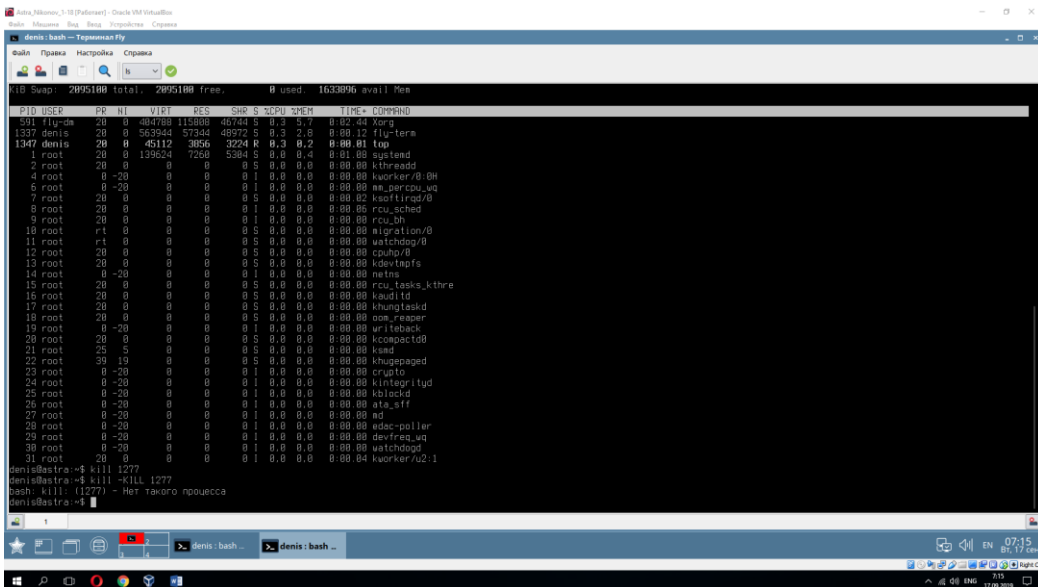 Astra_Nikonov_1-18 [Работает] - Oracle VM VirtualBox
Файл Машина Вид Ввод Устройства Справка
denis : bash — Терминал Fly
Файл Правка Настройка Справка
ls
KiB Swap: 2095100 total, 2095100 free, 0 used. 1633096 avail Mem
PID USER PR NI VIRT RES SHR S %CPU %MEM TIME+ COMMAND
591 fly-dm 20 0 404788 115808 46744 S 0,3 5,7 0:02.44 Xorg
1337 denis 20 0 563944 57344 48972 S 0,3 2,8 0:00.12 fly-term
1347 denis 20 0 45112 3856 3224 R 0,3 0,2 0:00.01 top
1 root 20 0 139624 7260 5304 S 0,0 0,4 0:01.08 systemd
2 root 20 0 0 0 0 S 0,0 0,0 0:00.00 kthreadd
4 root 0 -20 0 0 0 I 0,0 0,0 0:00.00 kworker/0:0H
6 root 0 -20 0 0 0 I 0,0 0,0 0:00.00 mm_percpu_wq
7 root 20 0 0 0 0 S 0,0 0,0 0:00.02 ksoftirqd/0
8 root 20 0 0 0 0 I 0,0 0,0 0:00.06 rcu_sched
9 root 20 0 0 0 0 I 0,0 0,0 0:00.00 rcu_bh
10 root rt 0 0 0 0 S 0,0 0,0 0:00.00 migration/0
11 root rt 0 0 0 0 S 0,0 0,0 0:00.00 watchdog/0
12 root 20 0 0 0 0 S 0,0 0,0 0:00.00 cpuhp/0
13 root 20 0 0 0 0 S 0,0 0,0 0:00.00 kdevtmpfs
14 root 0 -20 0 0 0 I 0,0 0,0 0:00.00 netns
15 root 20 0 0 0 0 S 0,0 0,0 0:00.00 rcu_tasks_kthre
16 root 20 0 0 0 0 S 0,0 0,0 0:00.00 kauditd
17 root 20 0 0 0 0 S 0,0 0,0 0:00.00 khungtaskd
18 root 20 0 0 0 0 S 0,0 0,0 0:00.00 oom_reaper
19 root 0 -20 0 0 0 I 0,0 0,0 0:00.00 writeback
20 root 20 0 0 0 0 S 0,0 0,0 0:00.00 kcompactd0
21 root 25 5 0 0 0 S 0,0 0,0 0:00.00 ksmd
22 root 39 19 0 0 0 S 0,0 0,0 0:00.00 khugepaged
23 root 0 -20 0 0 0 I 0,0 0,0 0:00.00 crypto
24 root 0 -20 0 0 0 I 0,0 0,0 0:00.00 kintegrityd
25 root 0 -20 0 0 0 I 0,0 0,0 0:00.00 kblockd
26 root 0 -20 0 0 0 I 0,0 0,0 0:00.00 ata_sff
27 root 0 -20 0 0 0 I 0,0 0,0 0:00.00 md
28 root 0 -20 0 0 0 I 0,0 0,0 0:00.00 edac-poller
29 root 0 -20 0 0 0 I 0,0 0,0 0:00.00 devfreq_wq
30 root 0 -20 0 0 0 I 0,0 0,0 0:00.00 watchdogd
31 root 20 0 0 0 0 I 0,0 0,0 0:00.04 kworker/u2:1
denis@astra:~$ kill 1277
denis@astra:~$ kill -KILL 1277
bash: kill: (1277) - Нет такого процесса
denis@astra:~$
1
2
3 4
denis : bash ...
denis : bash ...
EN
07:15
Вт, 17 сен
Right C
ENG
7:15
17.09.2019